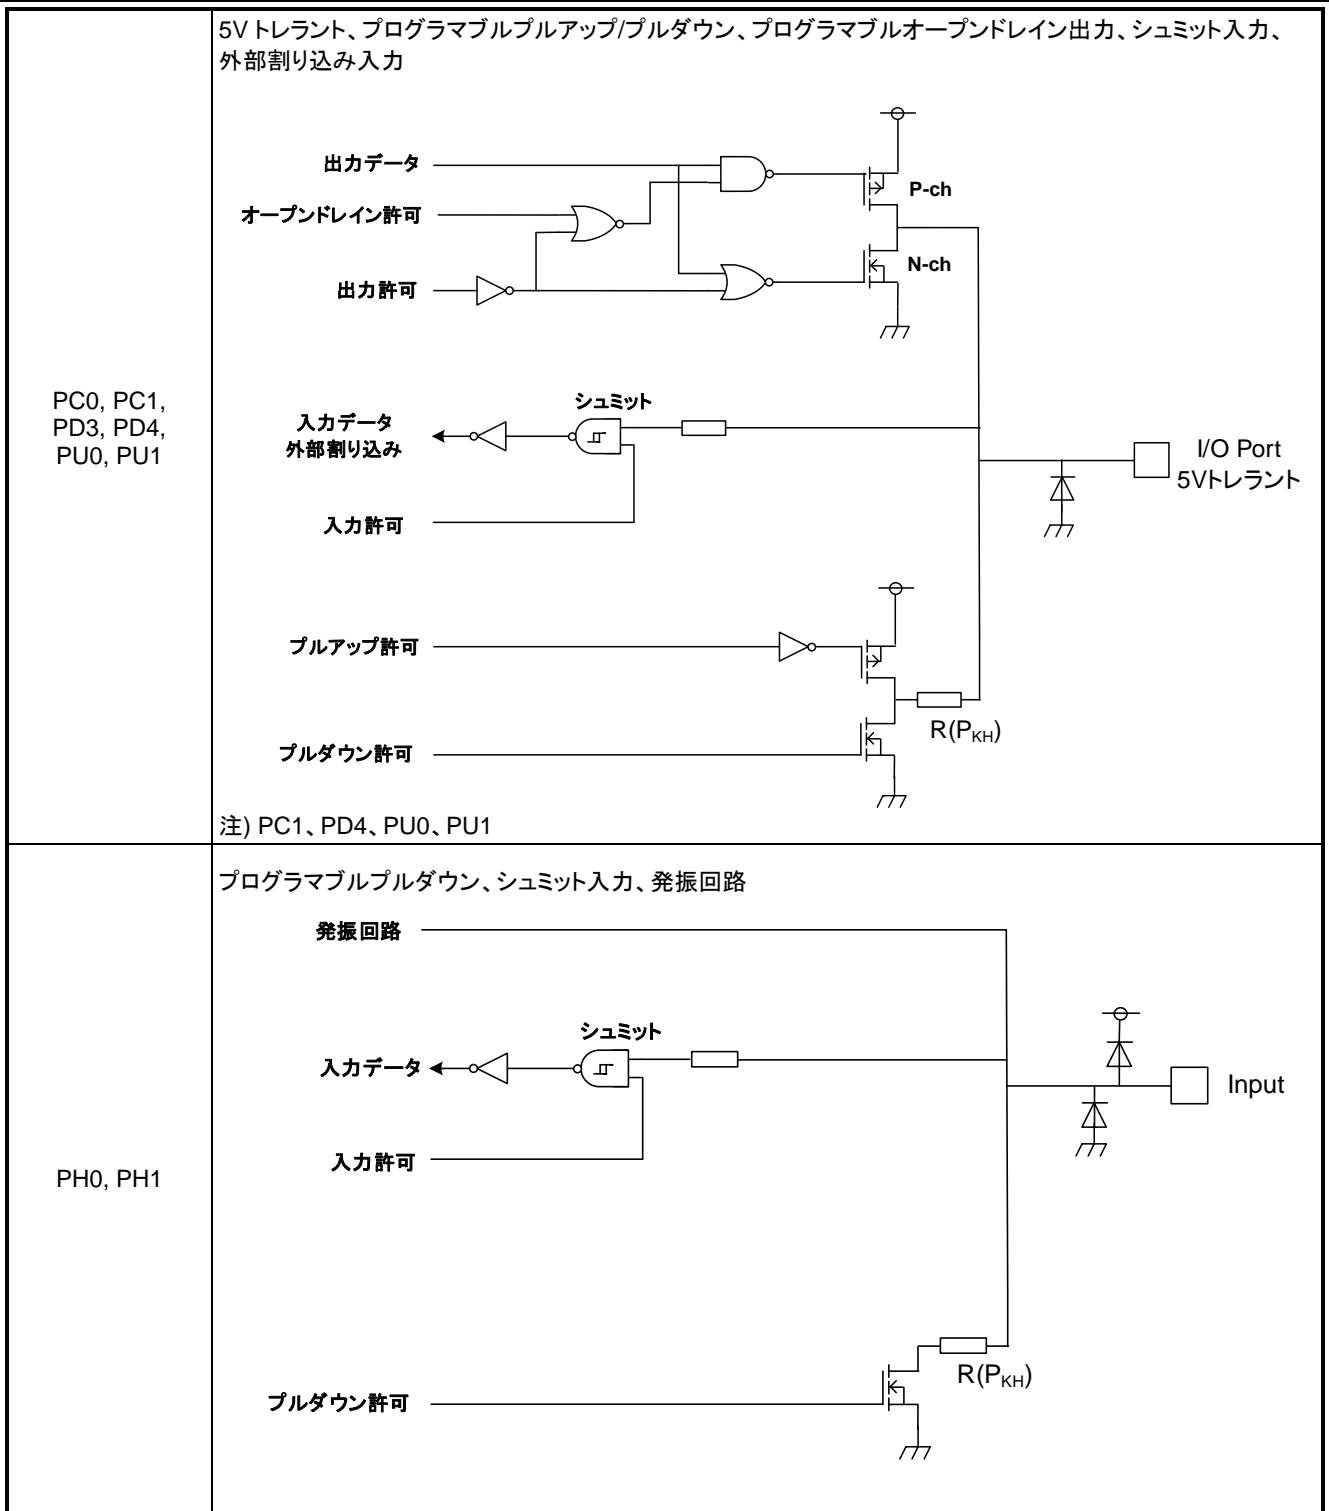 5V トレラント、プログラマブルプルアップ/プルダウン、プログラマブルオープンドレイン出力、シュミット入力、
外部割り込み入力
出力データ
オープンドレイン許可
出力許可
P-ch
N-ch
PC0, PC1,
PD3, PD4,
PU0, PU1
シュミット
入力データ
外部割り込み
入力許可
I/O Port
5Vトレラント
プルアップ許可
プルダウン許可
R(PKH)
注) PC1、PD4、PU0、PU1
プログラマブルプルダウン、シュミット入力、発振回路
発振回路
シュミット
入力データ
入力許可
Input
PH0, PH1
プルダウン許可
R(PKH)